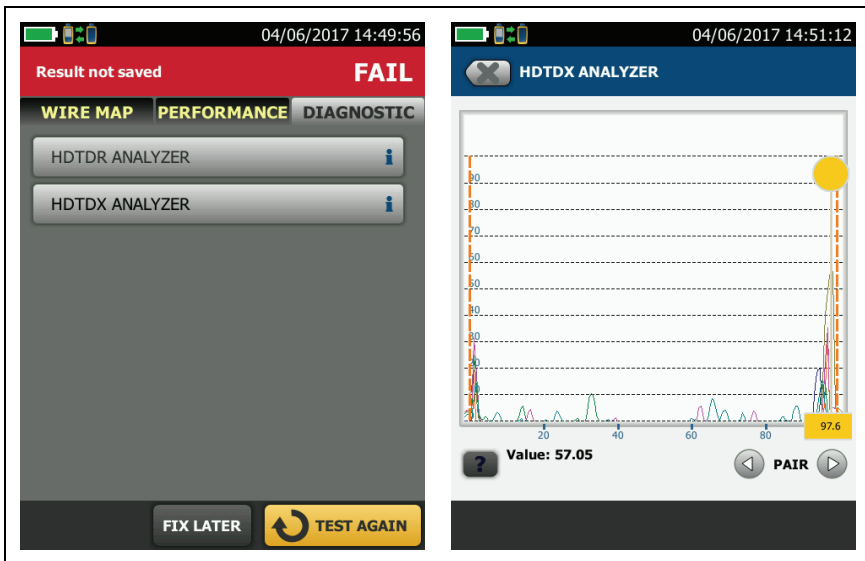 04/06/2017 14:49:56
Result not saved
FAIL
WIRE MAP
PERFORMANCE
DIAGNOSTIC
HDTDR ANALYZER
i
HDTDX ANALYZER
i
FIX LATER
TEST AGAIN
04/06/2017 14:51:12
HDTDX ANALYZER
90
80
70
60
50
40
30
20
20
40
60
80
97.6
?
Value: 57.05
PAIR